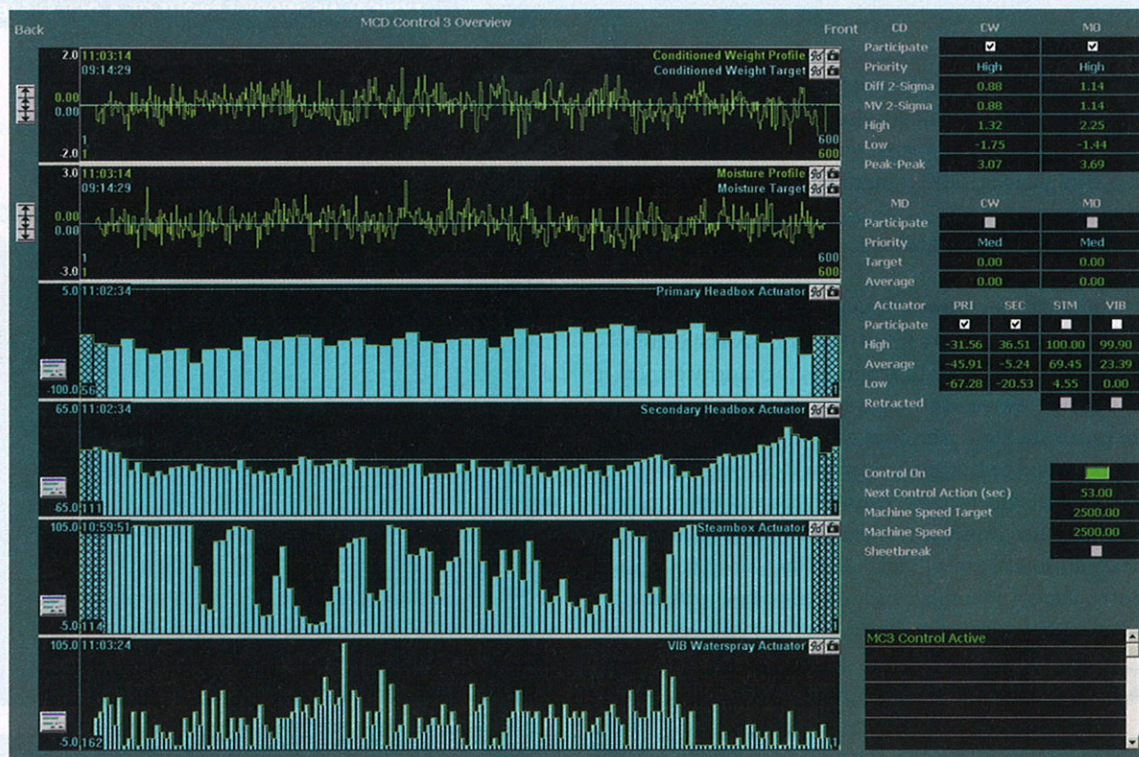 MCD Control 3 Overview
Back
Front
2.0 11:03:14
Conditioned Weight Profile
09:14:29
Conditioned Weight Target
0.00
0.00
1
600
-2.0 1
600
3.0 11:03:14
Moisture Profile
09:14:29
Moisture Target
0.00
0.00
1
600
-3.0 1
600
5.0 11:02:34
Primary Headbox Actuator
-100.0 56
1
65.0 11:02:34
Secondary Headbox Actuator
65.0 111
1
105.0 10:59:51
Steambox Actuator
-5.0 114
1
105.0 11:03:24
VIB Waterspray Actuator
-5.0 162
1
CD CW MO
Participate
Priority High High
Diff 2-Sigma 0.88 1.14
MV 2-Sigma 0.88 1.14
High 1.32 2.25
Low -1.75 -1.44
Peak-Peak 3.07 3.69
MD CW MO
Participate
Priority Med Med
Target 0.00 0.00
Average 0.00 0.00
Actuator PRI SEC STM VIB
Participate
High -31.56 36.51 100.00 99.90
Average -45.91 -5.24 69.45 23.39
Low -67.28 -20.53 4.55 0.00
Retracted
Control On
Next Control Action (sec) 53.00
Machine Speed Target 2500.00
Machine Speed 2500.00
Sheetbreak
MC3 Control Active